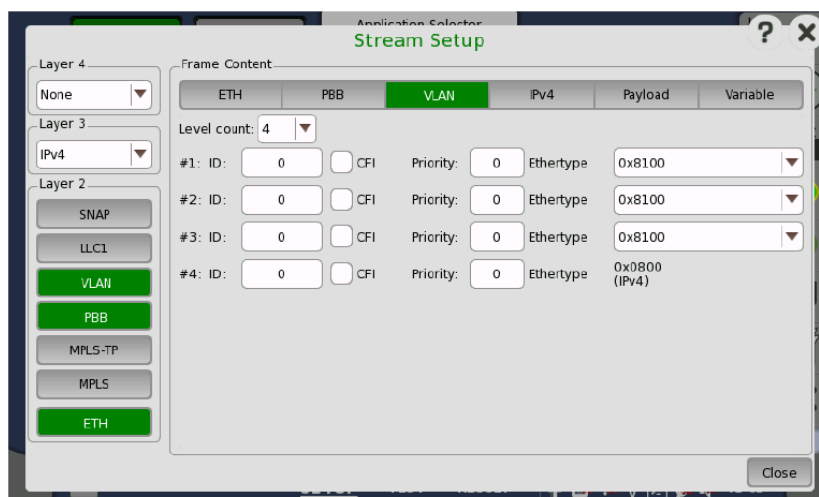 Application Selector
Stream Setup
?
Layer 4
None
Layer 3
IPv4
Layer 2
SNAP
LLC1
VLAN
PBB
MPLS-TP
MPLS
ETH
Frame Content
ETH PBB VLAN IPv4 Payload Variable
Level count: 4
#1: ID: 0 CFI Priority: 0 Ethertype 0x8100
#2: ID: 0 CFI Priority: 0 Ethertype 0x8100
#3: ID: 0 CFI Priority: 0 Ethertype 0x8100
#4: ID: 0 CFI Priority: 0 Ethertype 0x0800
(IPv4)
Close